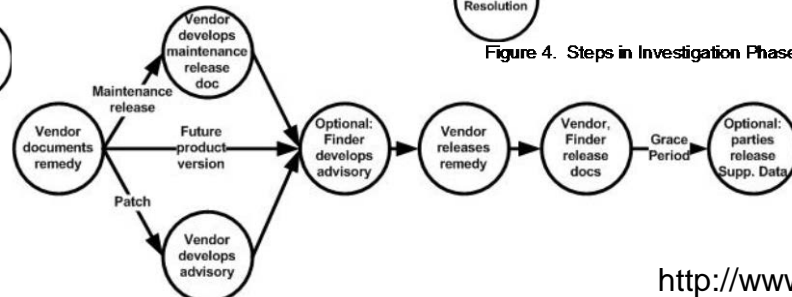 Resolution
Figure 4. Steps in Investigation Phase
Vendor
develops
maintenance
release
doc
Maintenance
release
Vendor
documents
remedy
Future
product
version
Patch
Vendor
develops
advisory
Optional:
Finder
develops
advisory
Vendor
releases
remedy
Vendor,
Finder
release
docs
Grace
Period
Optional:
parties
release
Supp. Data
http://www